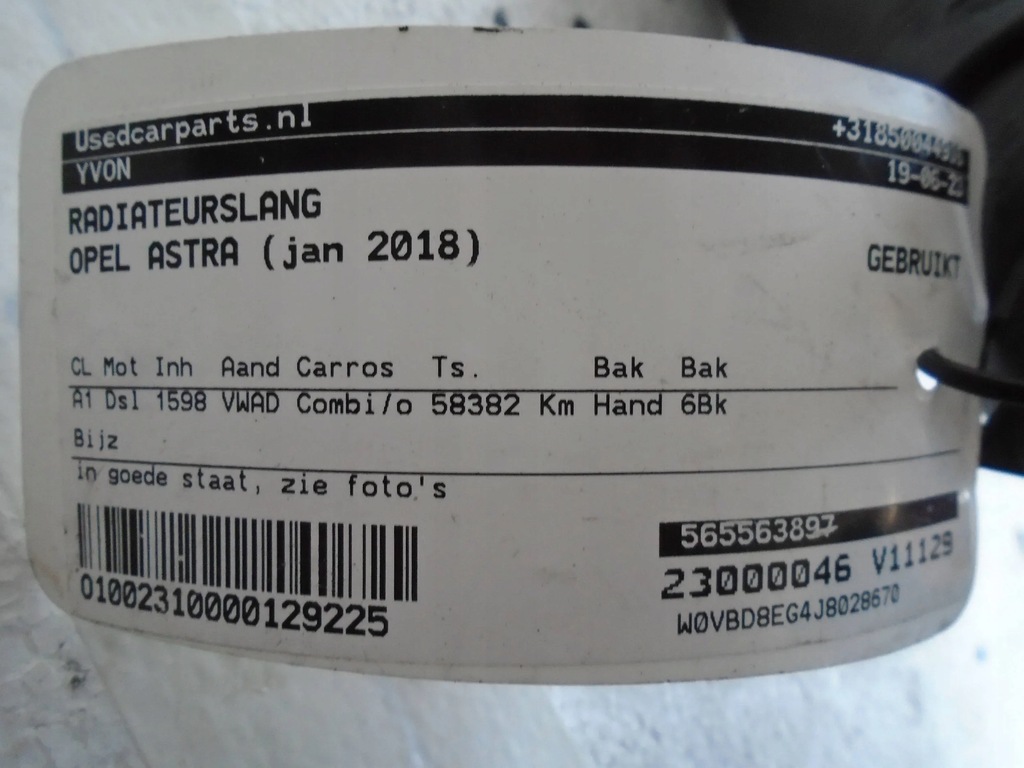 Usedcarparts.nl
YVON
RADIATEURSLANG
OPEL ASTRA (jan 2018)
GEBRUIKT
CL Mot Inh Aand Carros Ts. Bak Bak
A1 Dsl 1598 VWAD Combi/o 58382 Km Hand 6Bk
Bijz
in goede staat, zie foto's
01002310000129225
565563897
23000046 V11129
W0VBD8EG4J8028670